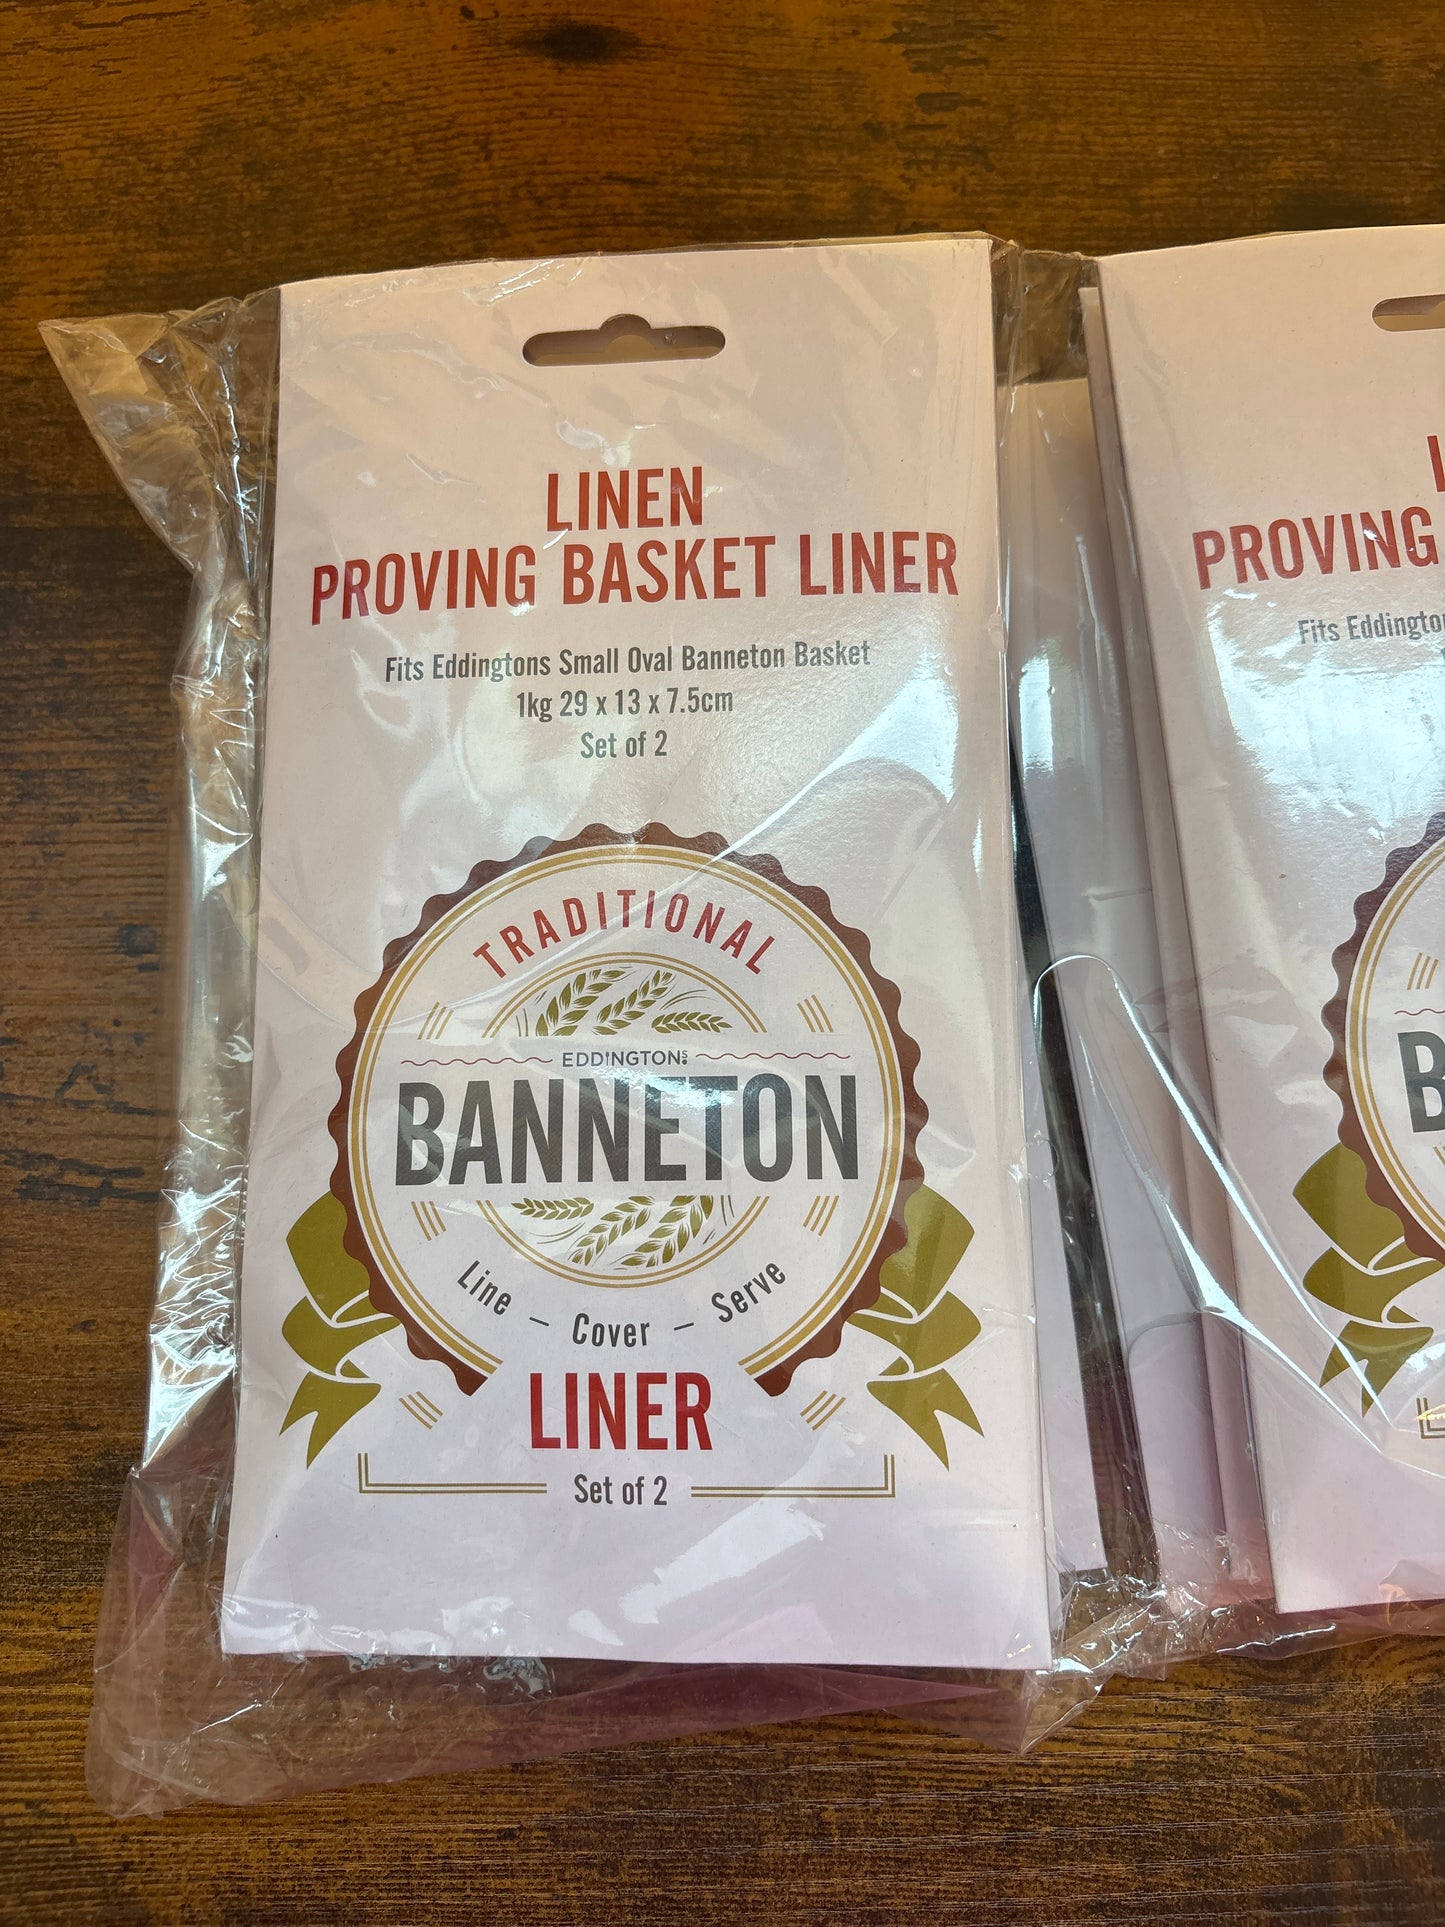 LINEN
PROVING BASKET LINER
Fits Eddingtons Small Oval Banneton Basket
1kg 29 x 13 x 7.5cm
Set of 2
TRADITIONAL
EDDINGTONS
BANNETON
Line – Cover – Serve
LINER
Set of 2
PROVING
Fits